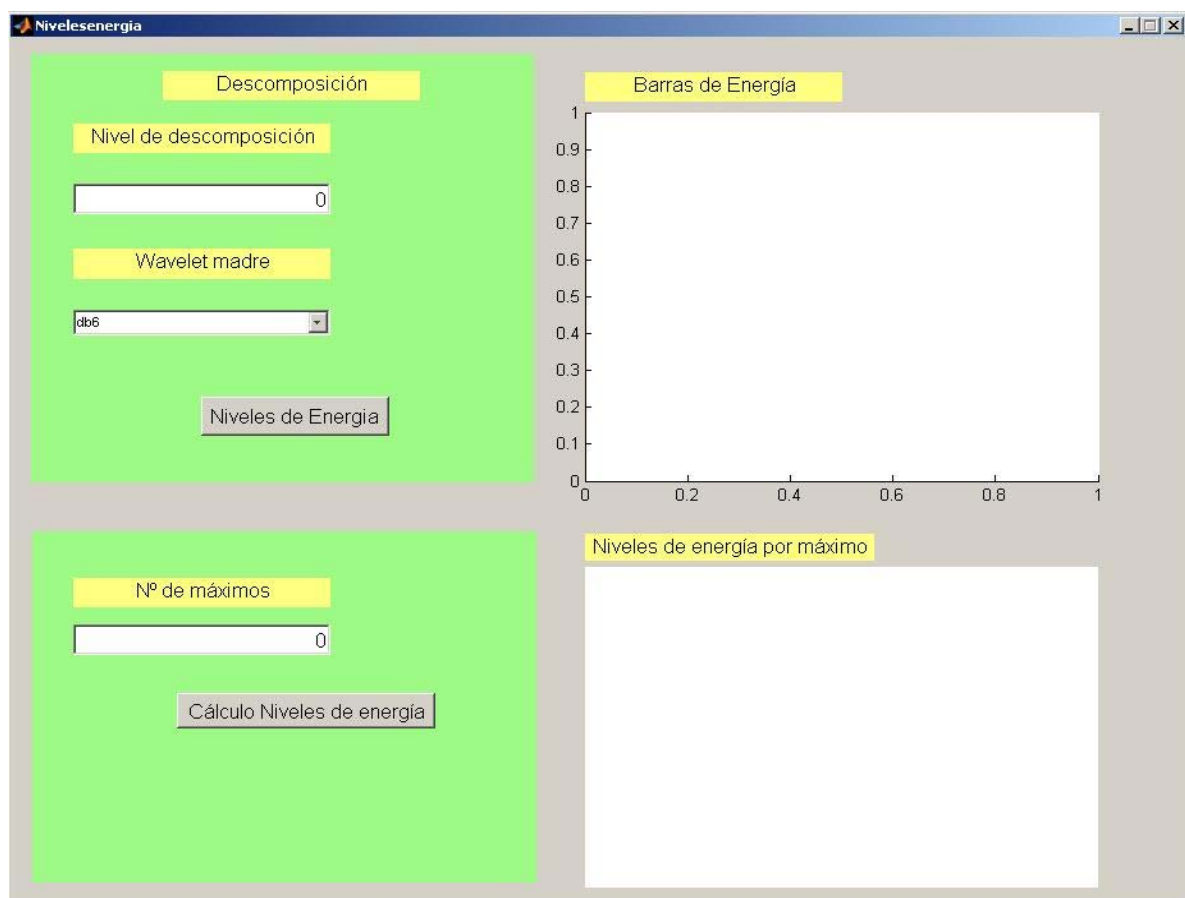 Nivelesenergia
Descomposición
Nivel de descomposición
0
Wavelet madre
db6
Niveles de Energia
Barras de Energía
1
0.9
0.8
0.7
0.6
0.5
0.4
0.3
0.2
0.1
0
0 0.2 0.4 0.6 0.8 1
Nº de máximos
0
Cálculo Niveles de energía
Niveles de energía por máximo